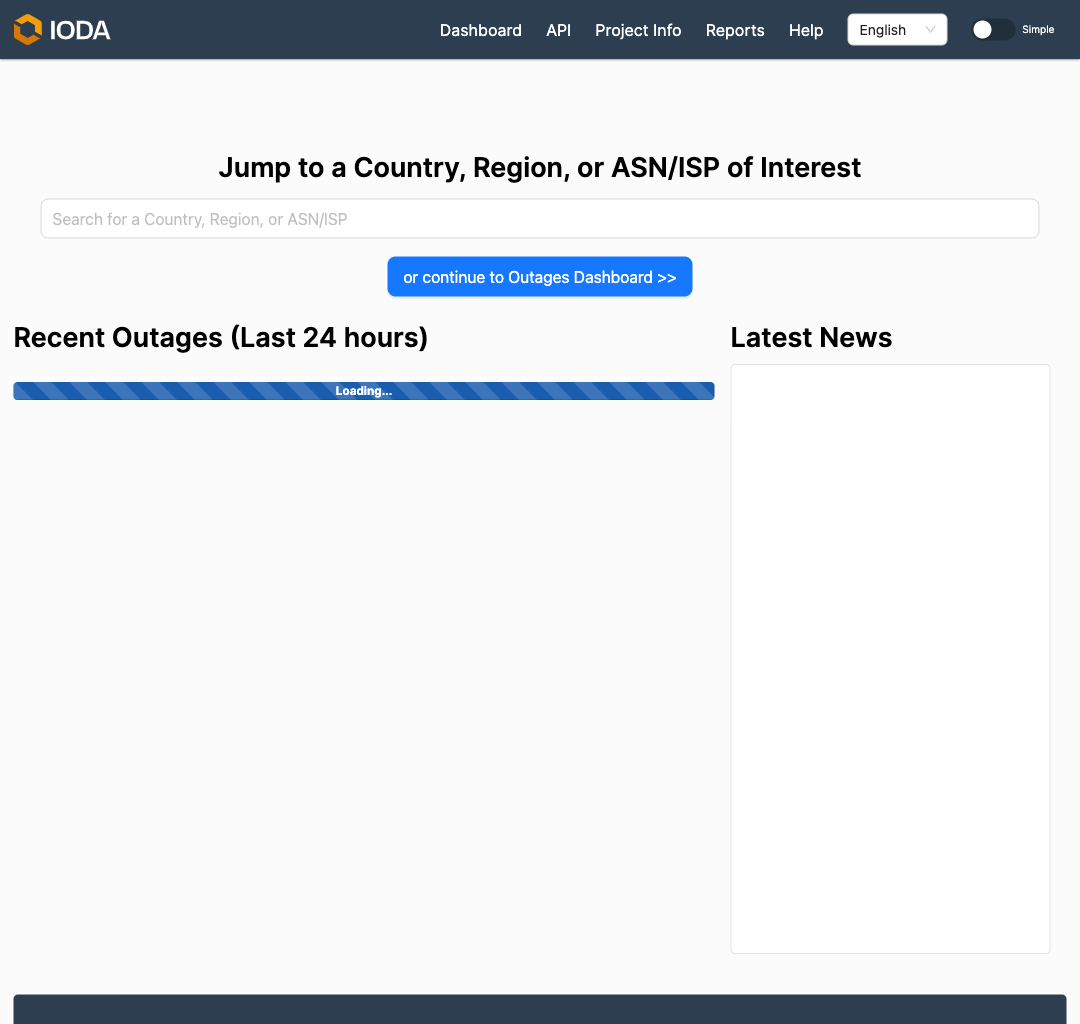 IODA
Dashboard
API
Project Info
Reports
Help
English
Simple
Jump to a Country, Region, or ASN/ISP of Interest
Search for a Country, Region, or ASN/ISP
or continue to Outages Dashboard >>
Recent Outages (Last 24 hours)
Latest News
Loading...